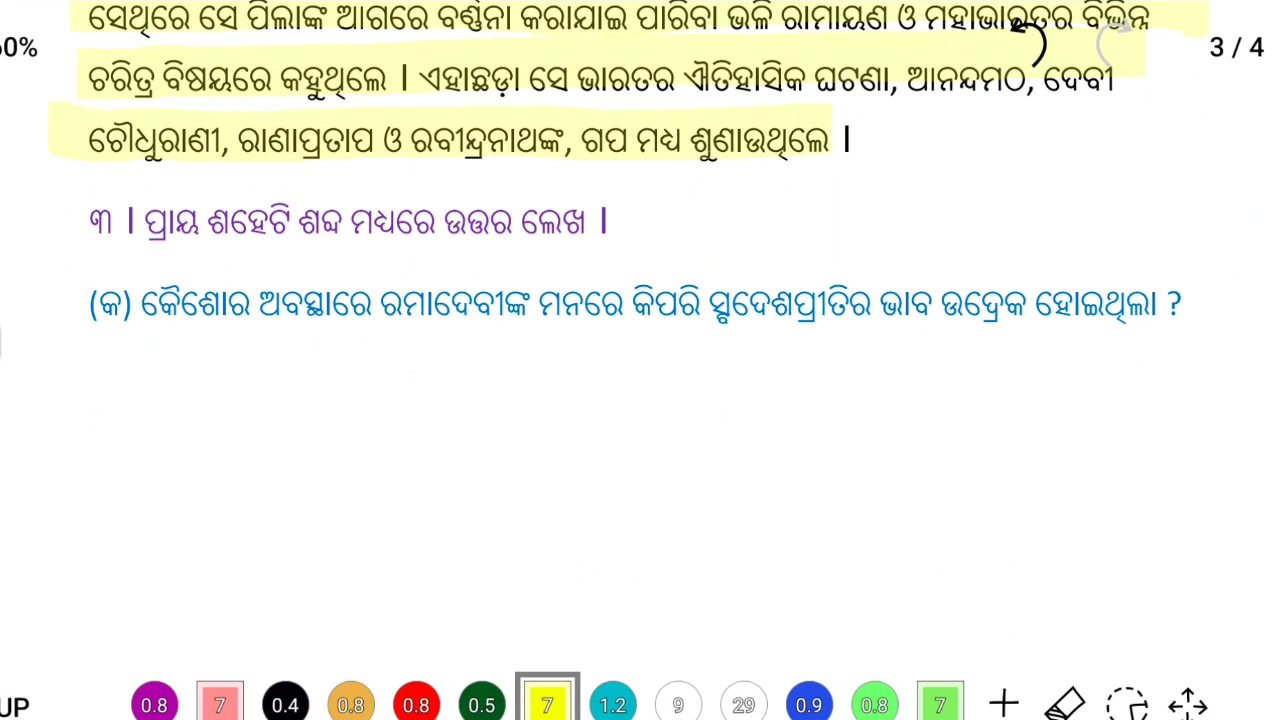 ସେଥିରେ ସେ ପିଲାଙ୍କ ଆଗରେ ବର୍ଣ୍ଣନା କରାଯାଇ ପାରିବା ଭଳି ରାମାୟଣ ଓ ମହାଭାରତର ବିଭିନ୍ନ
60%
3 / 4
ଚରିତ୍ର ବିଷୟରେ କହୁଥିଲେ । ଏହାଛଡ଼ା ସେ ଭାରତର ଐତିହାସିକ ଘଟଣା, ଆନନ୍ଦମଠ, ଦେବୀ
ଚୌଧୁରାଣୀ, ରାଣାପ୍ରତାପ ଓ ରବୀନ୍ଦ୍ରନାଥଙ୍କ, ଗପ ମଧ୍ୟ ଶୁଣାଉଥିଲେ ।
୩ । ପ୍ରାୟ ଶହେଟି ଶବ୍ଦ ମଧ୍ୟରେ ଉତ୍ତର ଲେଖ ।
(କ) କୈଶୋର ଅବସ୍ଥାରେ ରମାଦେବୀଙ୍କ ମନରେ କିପରି ସ୍ବଦେଶପ୍ରୀତିର ଭାବ ଉଦ୍ରେକ ହୋଇଥିଲା ?
UP 0.8 7 0.4 0.8 0.8 0.5 7 1.2 9 29 0.9 0.8 7